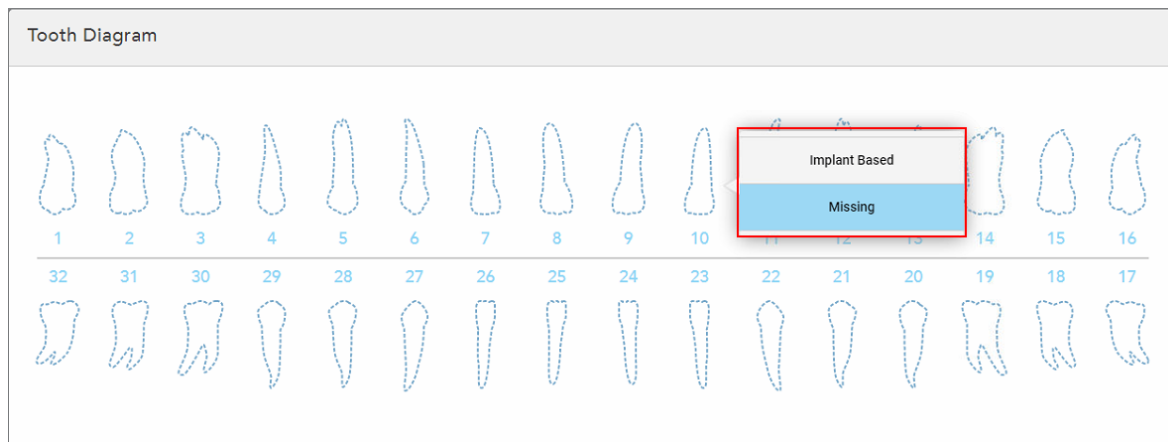 Tooth Diagram
Implant Based
Missing
1 2 3 4 5 6 7 8 9 10 11 12 13 14 15 16
32 31 30 29 28 27 26 25 24 23 22 21 20 19 18 17